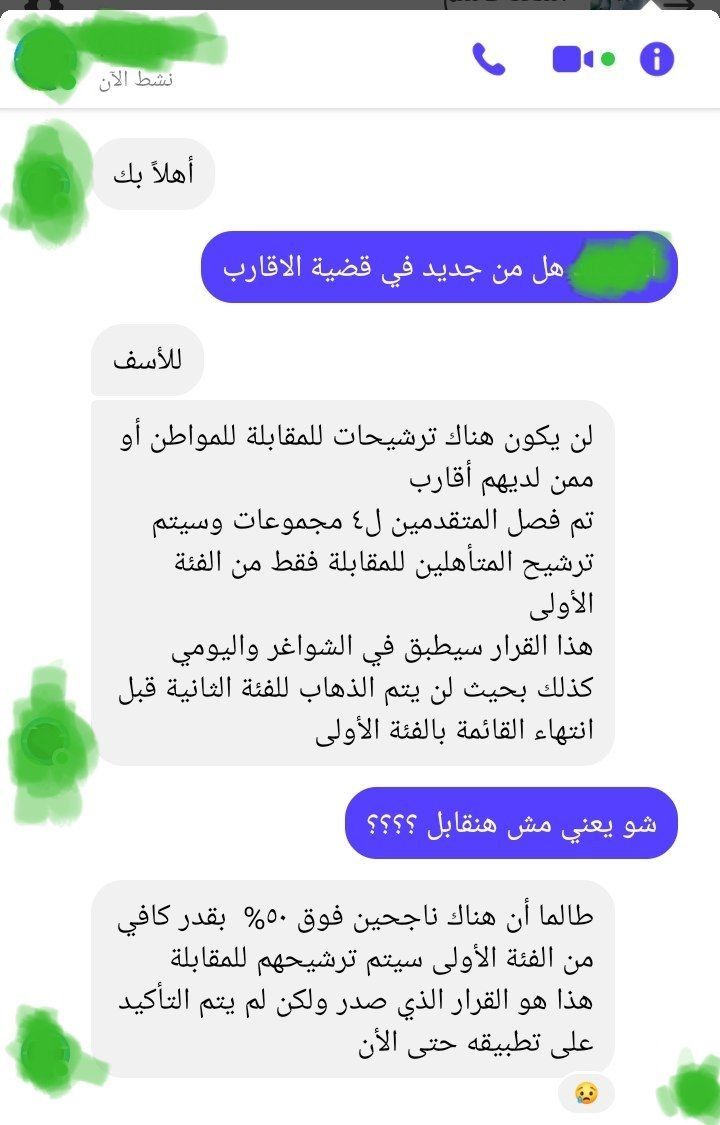 نشط الآن
أهلاً بك
هل من جديد في قضية الاقارب
للأسف
لن يكون هناك ترشيحات للمقابلة للمواطن أو
ممن لديهم أقارب
تم فصل المتقدمين ل٤ مجموعات وسيتم
ترشيح المتأهلين للمقابلة فقط من الفئة
الأولى
هذا القرار سيطبق في الشواغر واليومي
كذلك بحيث لن يتم الذهاب للفئة الثانية قبل
انتهاء القائمة بالفئة الأولى
شو يعني مش هنقابل ؟؟؟؟
طالما أن هناك ناجحين فوق ٥٠% بقدر كافي
من الفئة الأولى سيتم ترشيحهم للمقابلة
هذا هو القرار الذي صدر ولكن لم يتم التأكيد
على تطبيقه حتى الأن